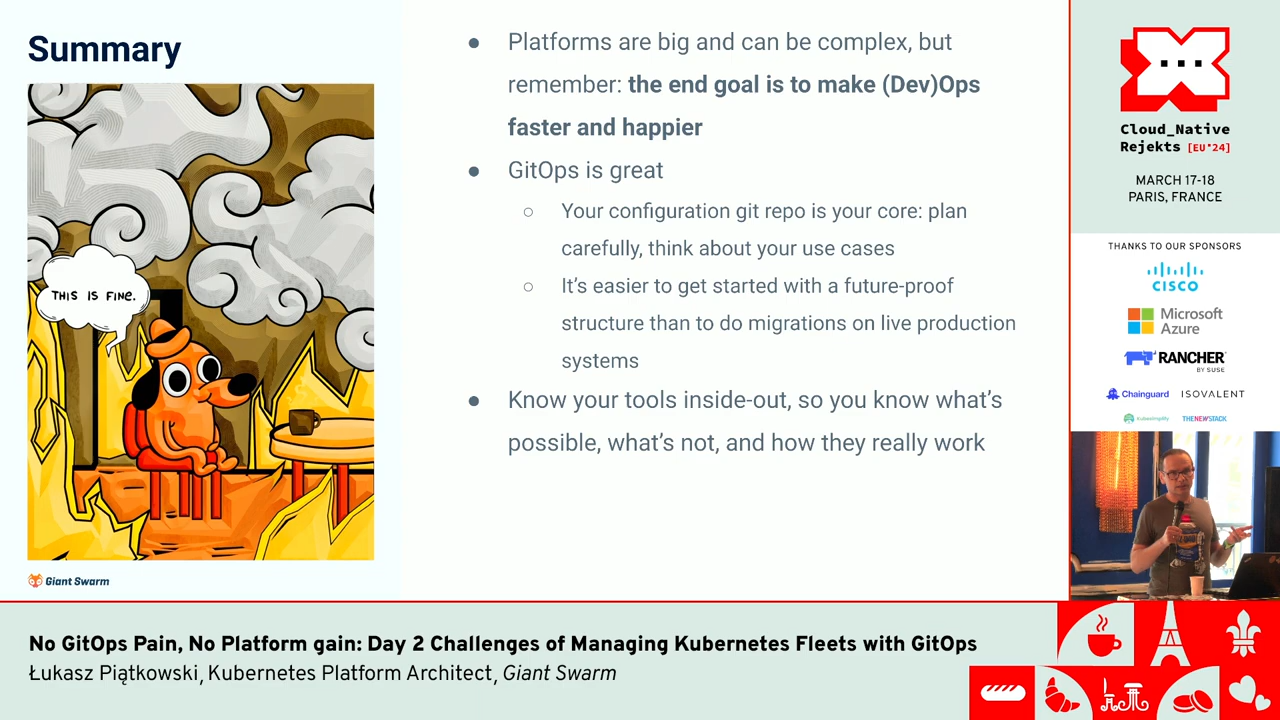 Summary
THIS IS FINE.
Giant Swarm
● Platforms are big and can be complex, but
remember: the end goal is to make (Dev)Ops
faster and happier
● GitOps is great
○ Your configuration git repo is your core: plan
carefully, think about your use cases
○ It’s easier to get started with a future-proof
structure than to do migrations on live production
systems
● Know your tools inside-out, so you know what’s
possible, what’s not, and how they really work
Cloud_Native
Rejekts [EU'24]
MARCH 17-18
PARIS, FRANCE
THANKS TO OUR SPONSORS
CISCO
Microsoft
Azure
RANCHER
BY SUSE
Chainguard ISOVALENT
kubesimplify THENEWSTACK
No GitOps Pain, No Platform gain: Day 2 Challenges of Managing Kubernetes Fleets with GitOps
Łukasz Piątkowski, Kubernetes Platform Architect, Giant Swarm